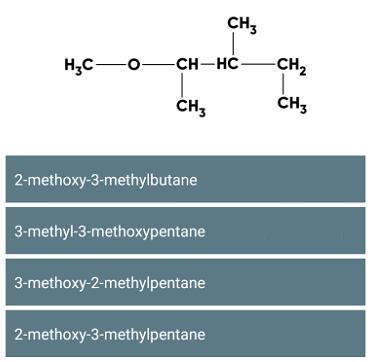 CH₃
H₃C—O—CH—HC—CH₂
CH₃ CH₃
2-methoxy-3-methylbutane
3-methyl-3-methoxypentane
3-methoxy-2-methylpentane
2-methoxy-3-methylpentane